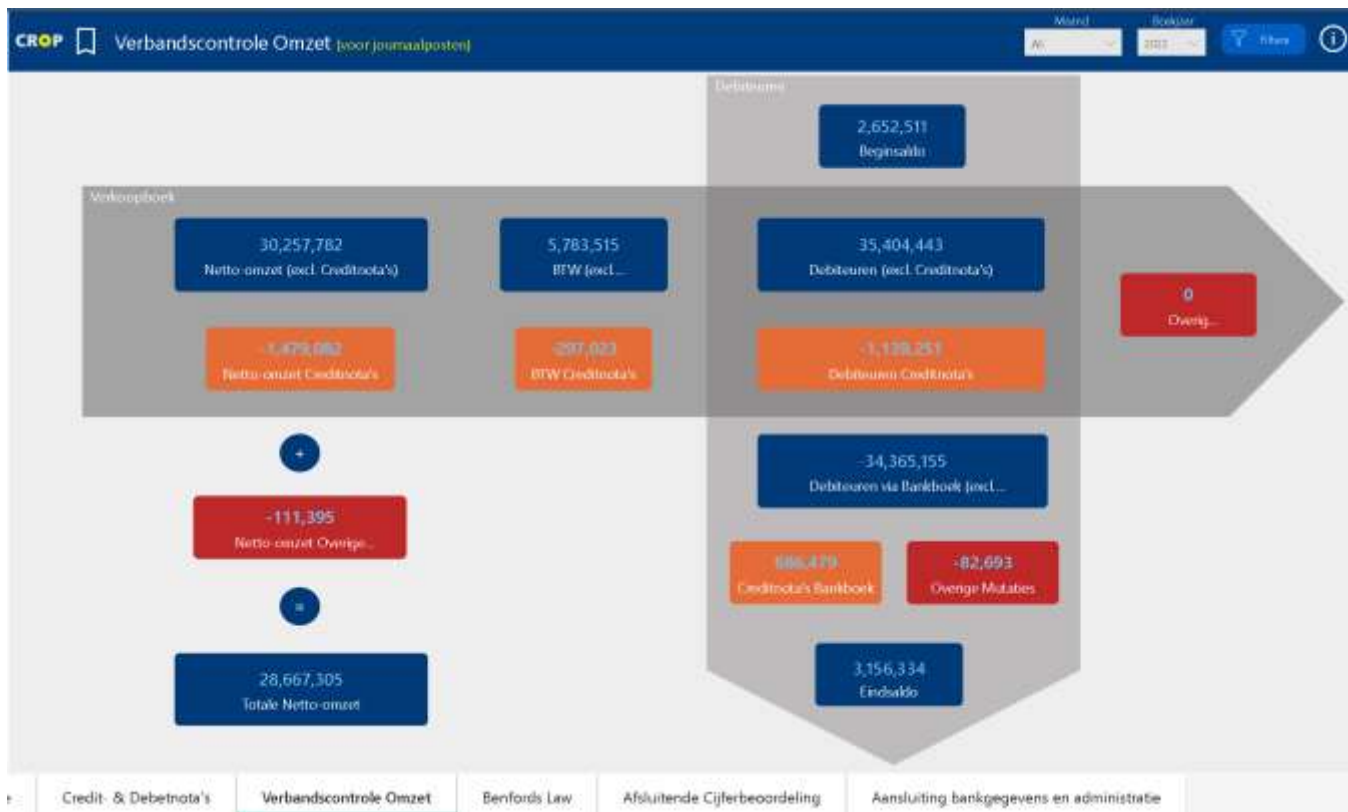 CROP Verbandscontrole Omzet (voor journaalposten)
Maand
Boekjaar
All
Filters
Debiteuren
2,652,511
Beginsaldo
Verkoopboek
30,257,782
Netto-omzet (excl. Creditnota's)
5,783,515
BTW (excl...
35,404,443
Debiteuren (excl. Creditnota's)
0
Overig...
-1,479,082
Netto-omzet Creditnota's
-297,023
BTW Creditnota's
Debiteuren Creditnota's
+
-34,365,155
Debiteuren via Bankboek (excl...
-111,395
Netto-omzet Overige...
686,479
Creditnota's Bankboek
-82,693
Overige Mutaties
=
28,667,305
Totale Netto-omzet
3,156,334
Eindsaldo
Credit- & Debetnota's
Verbandscontrole Omzet
Benfords Law
Afsluitende Cijferbeoordeling
Aansluiting bankgegevens en administratie